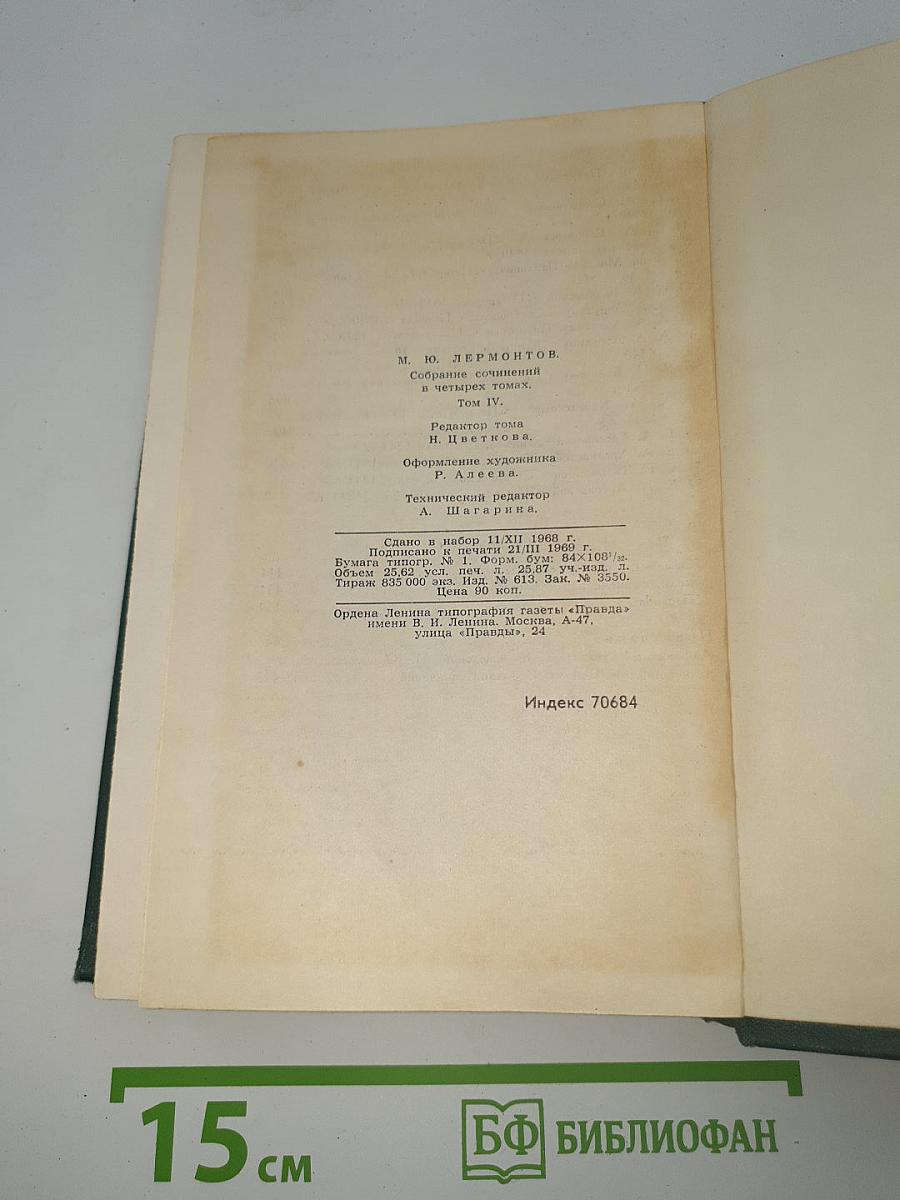 М. Ю. ЛЕРМОНТОВ.
Собрание сочинений
в четырех томах.
Том IV.
Редактор тома
Н. Цветкова.
Оформление художника
Р. Алеева.
Технический редактор
А. Шагарина.
Сдано в набор 11/XII 1968 г.
Подписано к печати 21/III 1969 г.
Бумага типогр. № 1. Форм. бум: 84×108¹/₃₂.
Объем 25,62 усл. печ. л. 25,87 уч.-изд. л.
Тираж 835 000 экз. Изд. № 613. Зак. № 3550.
Цена 90 коп.
Ордена Ленина типография газеты «Правда»
имени В. И. Ленина. Москва, А-47,
улица «Правды», 24
Индекс 70684
15 см
БФ БИБЛИОФАН